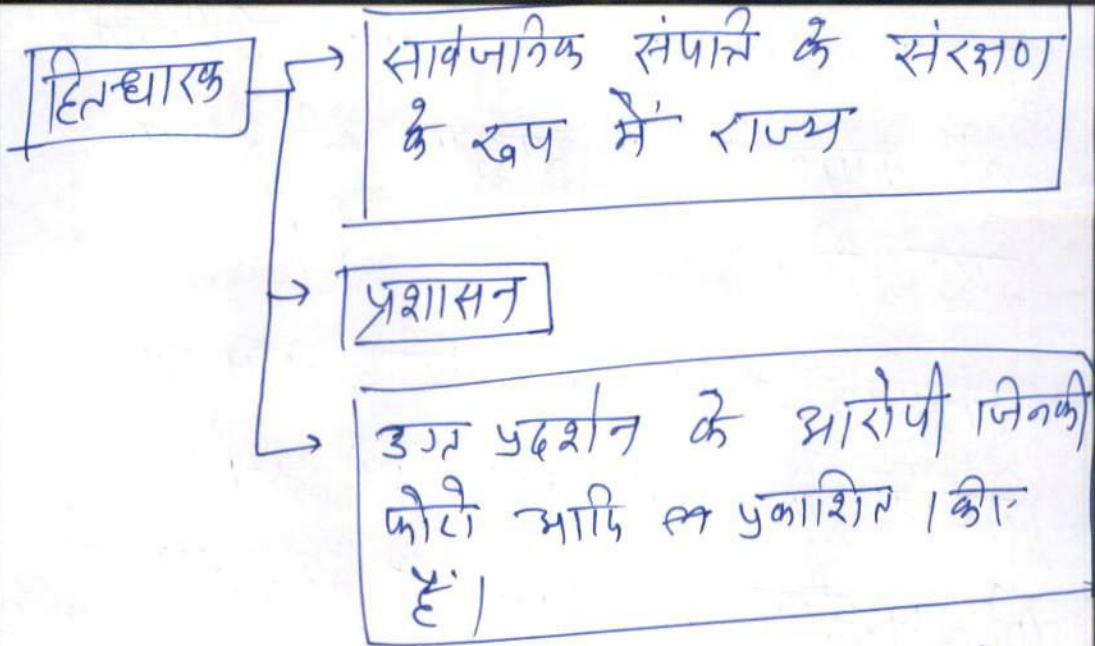 हितधारक
सार्वजनिक संपत्ति के संरक्षण
के रूप में राज्य
प्रशासन
उग्र प्रदर्शन के आरोपी जिनकी
फोटो आदि प्रकाशित की
हैं।